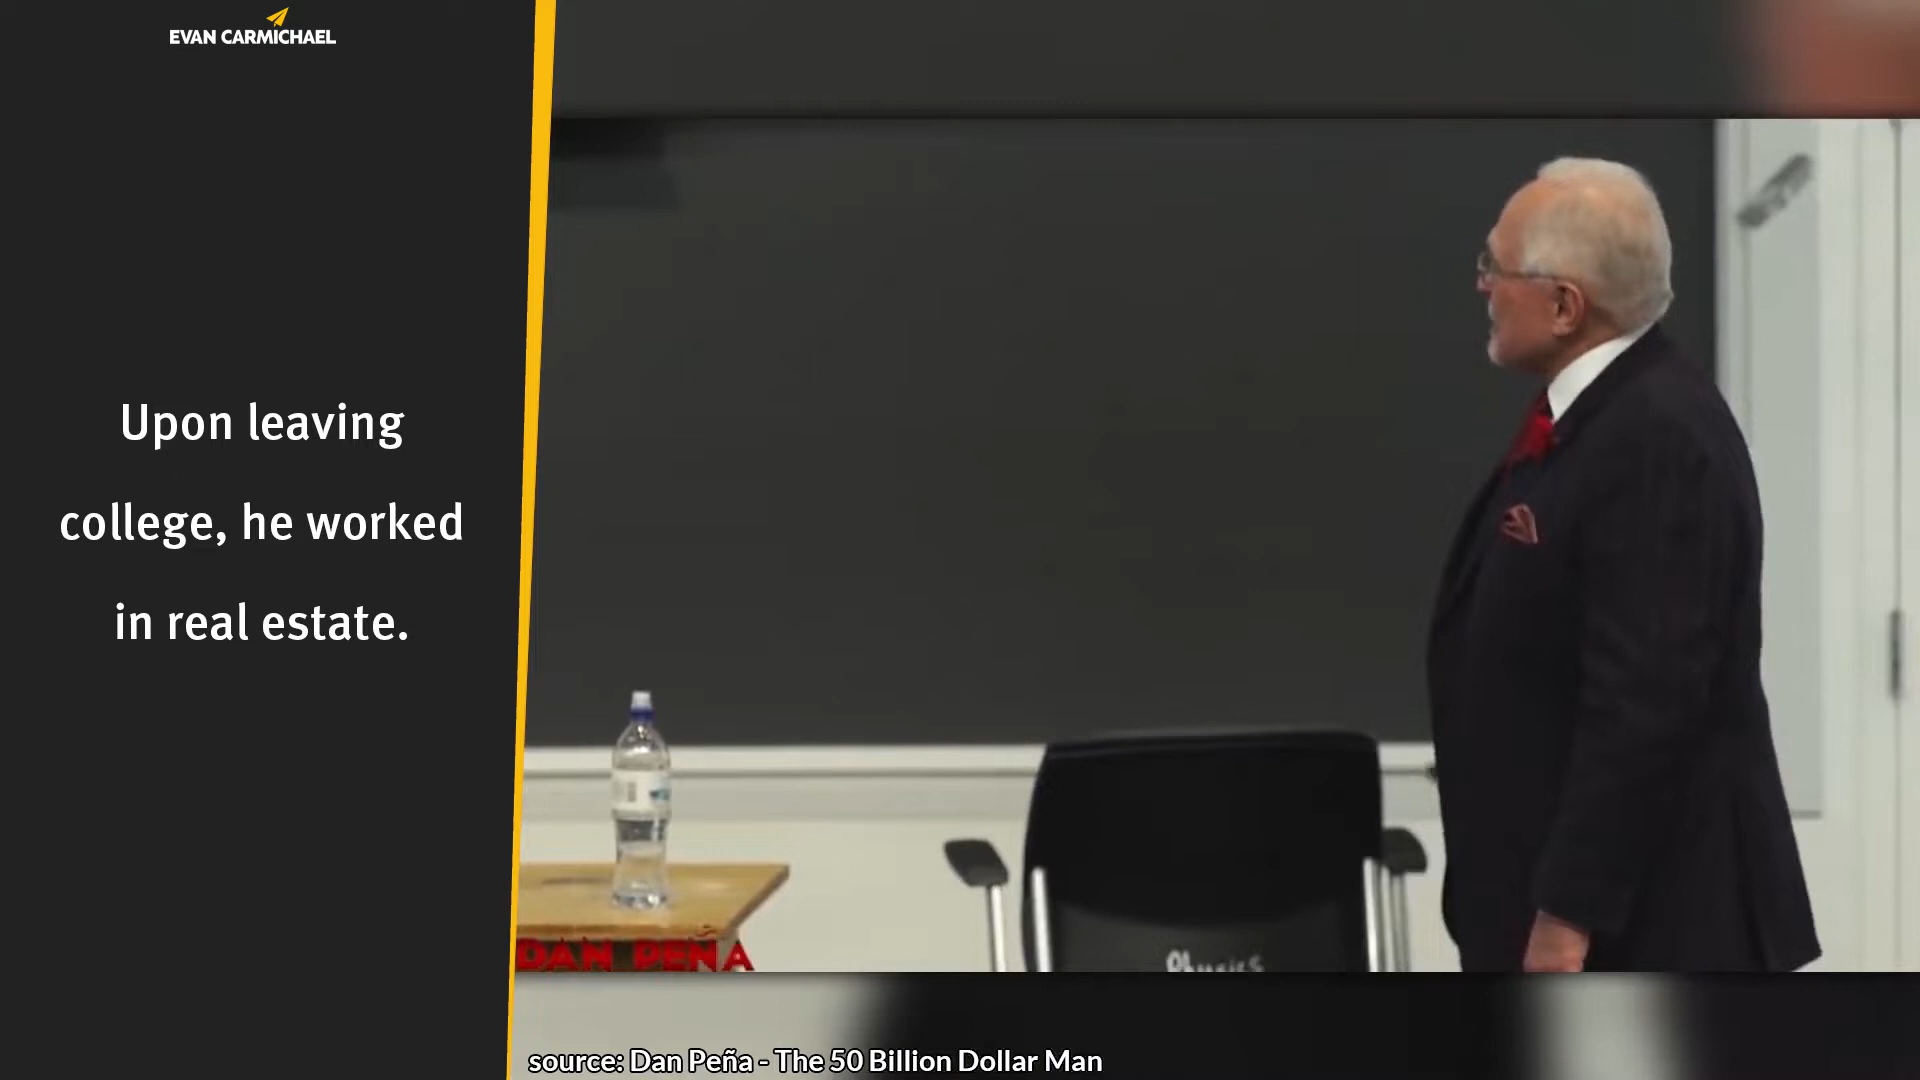 EVAN CARMICHAEL
Upon leaving
college, he worked
in real estate.
DAN PEÑA
Physics
source: Dan Peña - The 50 Billion Dollar Man